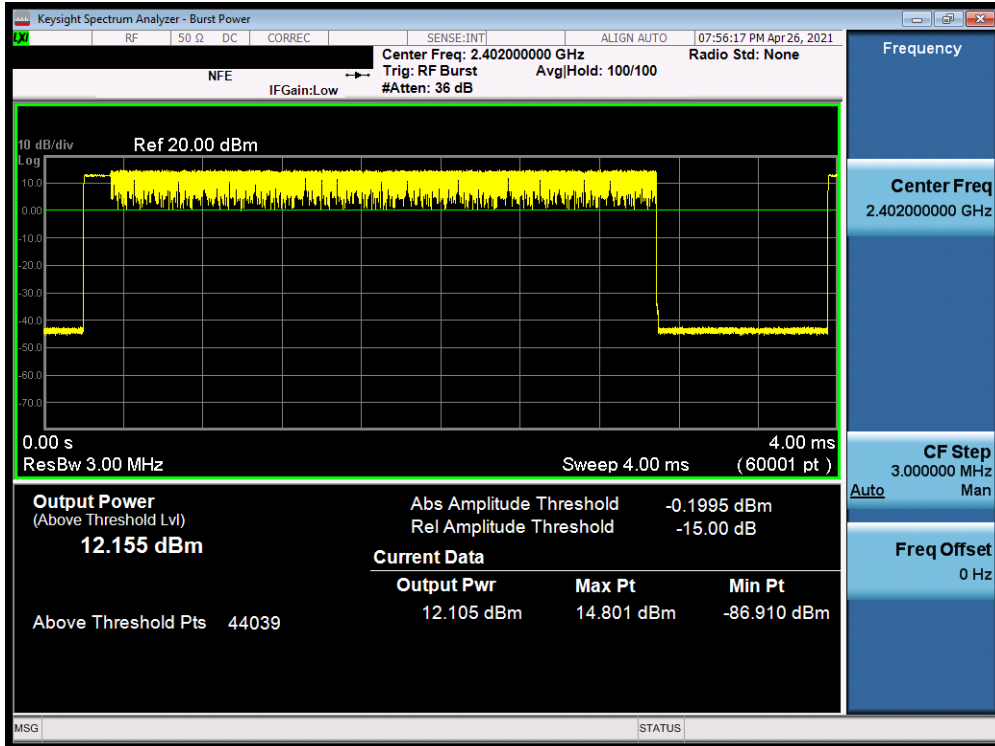 Keysight Spectrum Analyzer - Burst Power
LXI RF 50 Ω DC CORREC SENSE:INT ALIGN AUTO 07:56:17 PM Apr 26, 2021
Center Freq: 2.402000000 GHz Radio Std: None
NFE Trig: RF Burst Avg|Hold: 100/100
IFGain:Low #Atten: 36 dB
Frequency
10 dB/div Ref 20.00 dBm
Log
10.0
0.00
-10.0
-20.0
-30.0
-40.0
-50.0
-60.0
-70.0
0.00 s 4.00 ms
ResBw 3.00 MHz Sweep 4.00 ms (60001 pt)
Center Freq
2.402000000 GHz
CF Step
3.000000 MHz
Auto Man
Freq Offset
0 Hz
Output Power
(Above Threshold Lvl)
12.155 dBm
Above Threshold Pts 44039
Abs Amplitude Threshold -0.1995 dBm
Rel Amplitude Threshold -15.00 dB
Current Data
Output Pwr Max Pt Min Pt
12.105 dBm 14.801 dBm -86.910 dBm
MSG STATUS